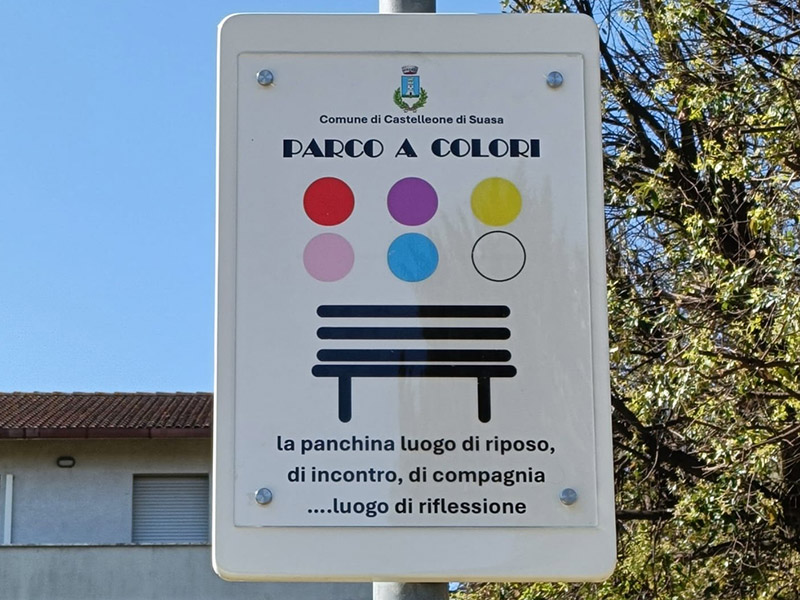 Comune di Castelleone di Suasa
PARCO A COLORI
la panchina luogo di riposo,
di incontro, di compagnia
....luogo di riflessione